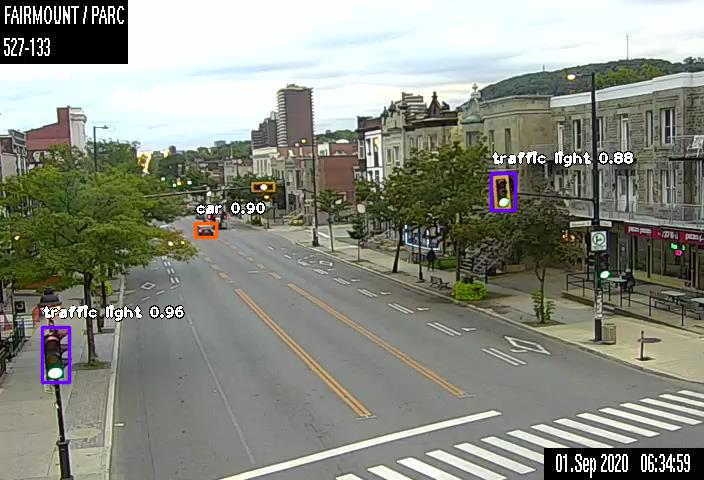 FAIRMOUNT / PARC
527-133
traffic light 0.88
car 0.90
traffic light 0.96
01.Sep 2020 06:34:59